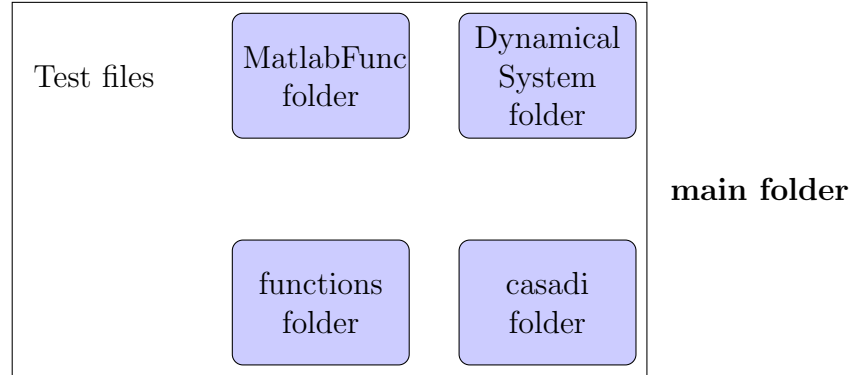 Test files
MatlabFunc
folder
Dynamical
System
folder
main folder
functions
folder
casadi
folder